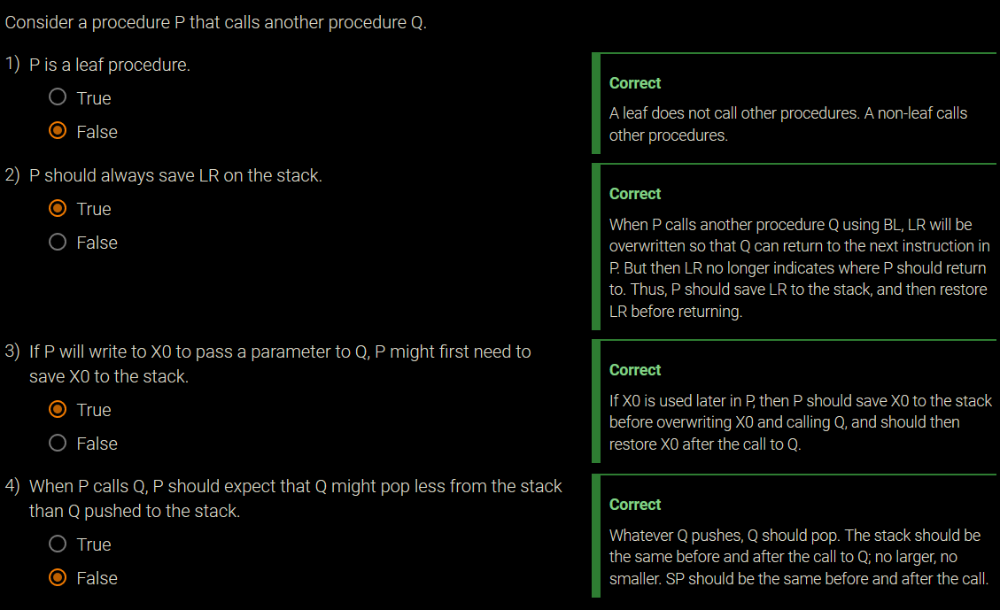 Consider a procedure P that calls another procedure Q.
1) P is a leaf procedure.
True
False
Correct
A leaf does not call other procedures. A non-leaf calls
other procedures.
2) P should always save LR on the stack.
True
False
Correct
When P calls another procedure Q using BL, LR will be
overwritten so that Q can return to the next instruction in
P. But then LR no longer indicates where P should return
to. Thus, P should save LR to the stack, and then restore
LR before returning.
3) If P will write to X0 to pass a parameter to Q, P might first need to
save X0 to the stack.
True
False
Correct
If X0 is used later in P, then P should save X0 to the stack
before overwriting X0 and calling Q, and should then
restore X0 after the call to Q.
4) When P calls Q, P should expect that Q might pop less from the stack
than Q pushed to the stack.
True
False
Correct
Whatever Q pushes, Q should pop. The stack should be
the same before and after the call to Q; no larger, no
smaller. SP should be the same before and after the call.